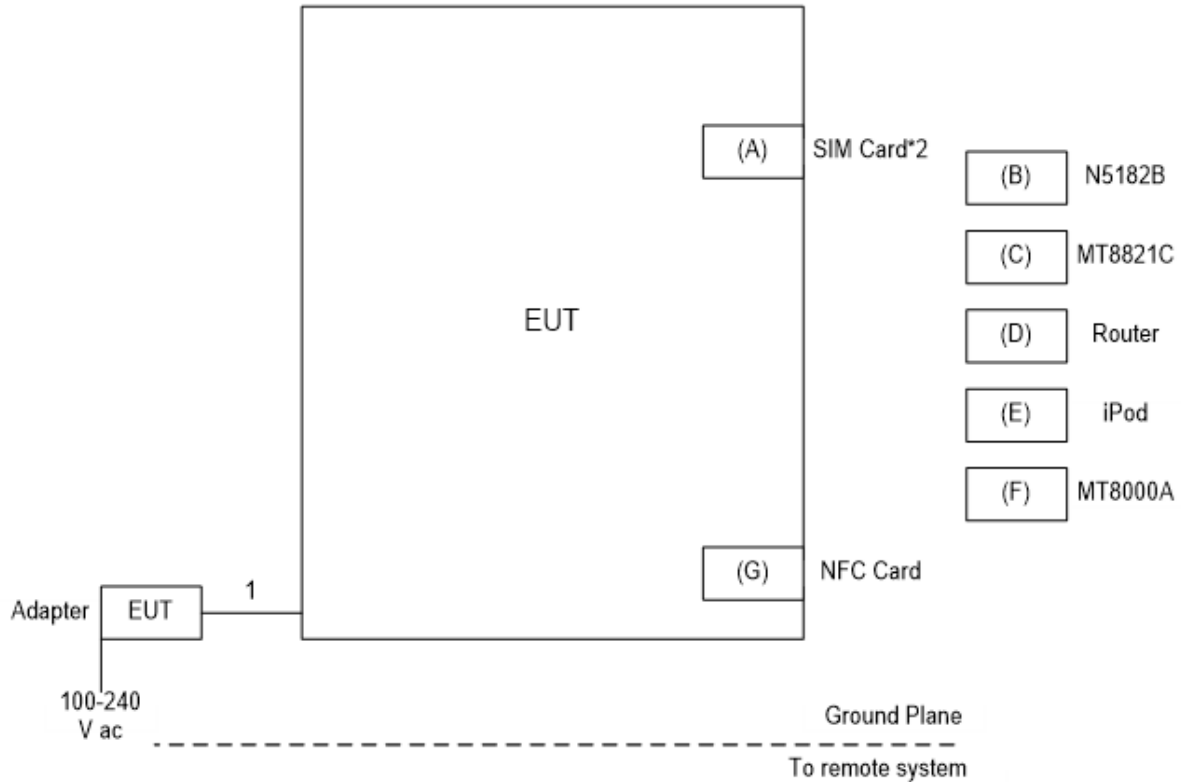 (A) SIM Card*2
(B) N5182B
(C) MT8821C
EUT
(D) Router
(E) iPod
(F) MT8000A
(G) NFC Card
1
Adapter EUT
100-240
V ac
Ground Plane
To remote system